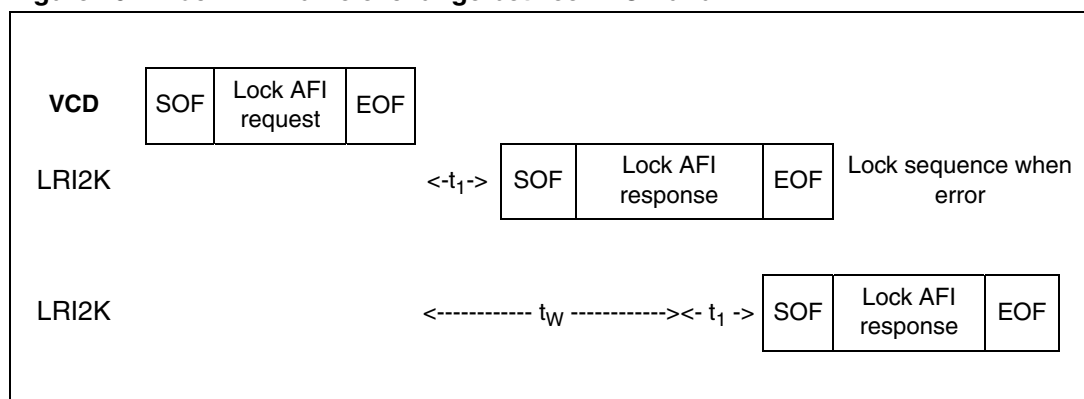 VCD SOF Lock AFI request EOF
LRI2K <-t1-> SOF Lock AFI response EOF Lock sequence when error
LRI2K <------------ tW ------------><- t1 -> SOF Lock AFI response EOF